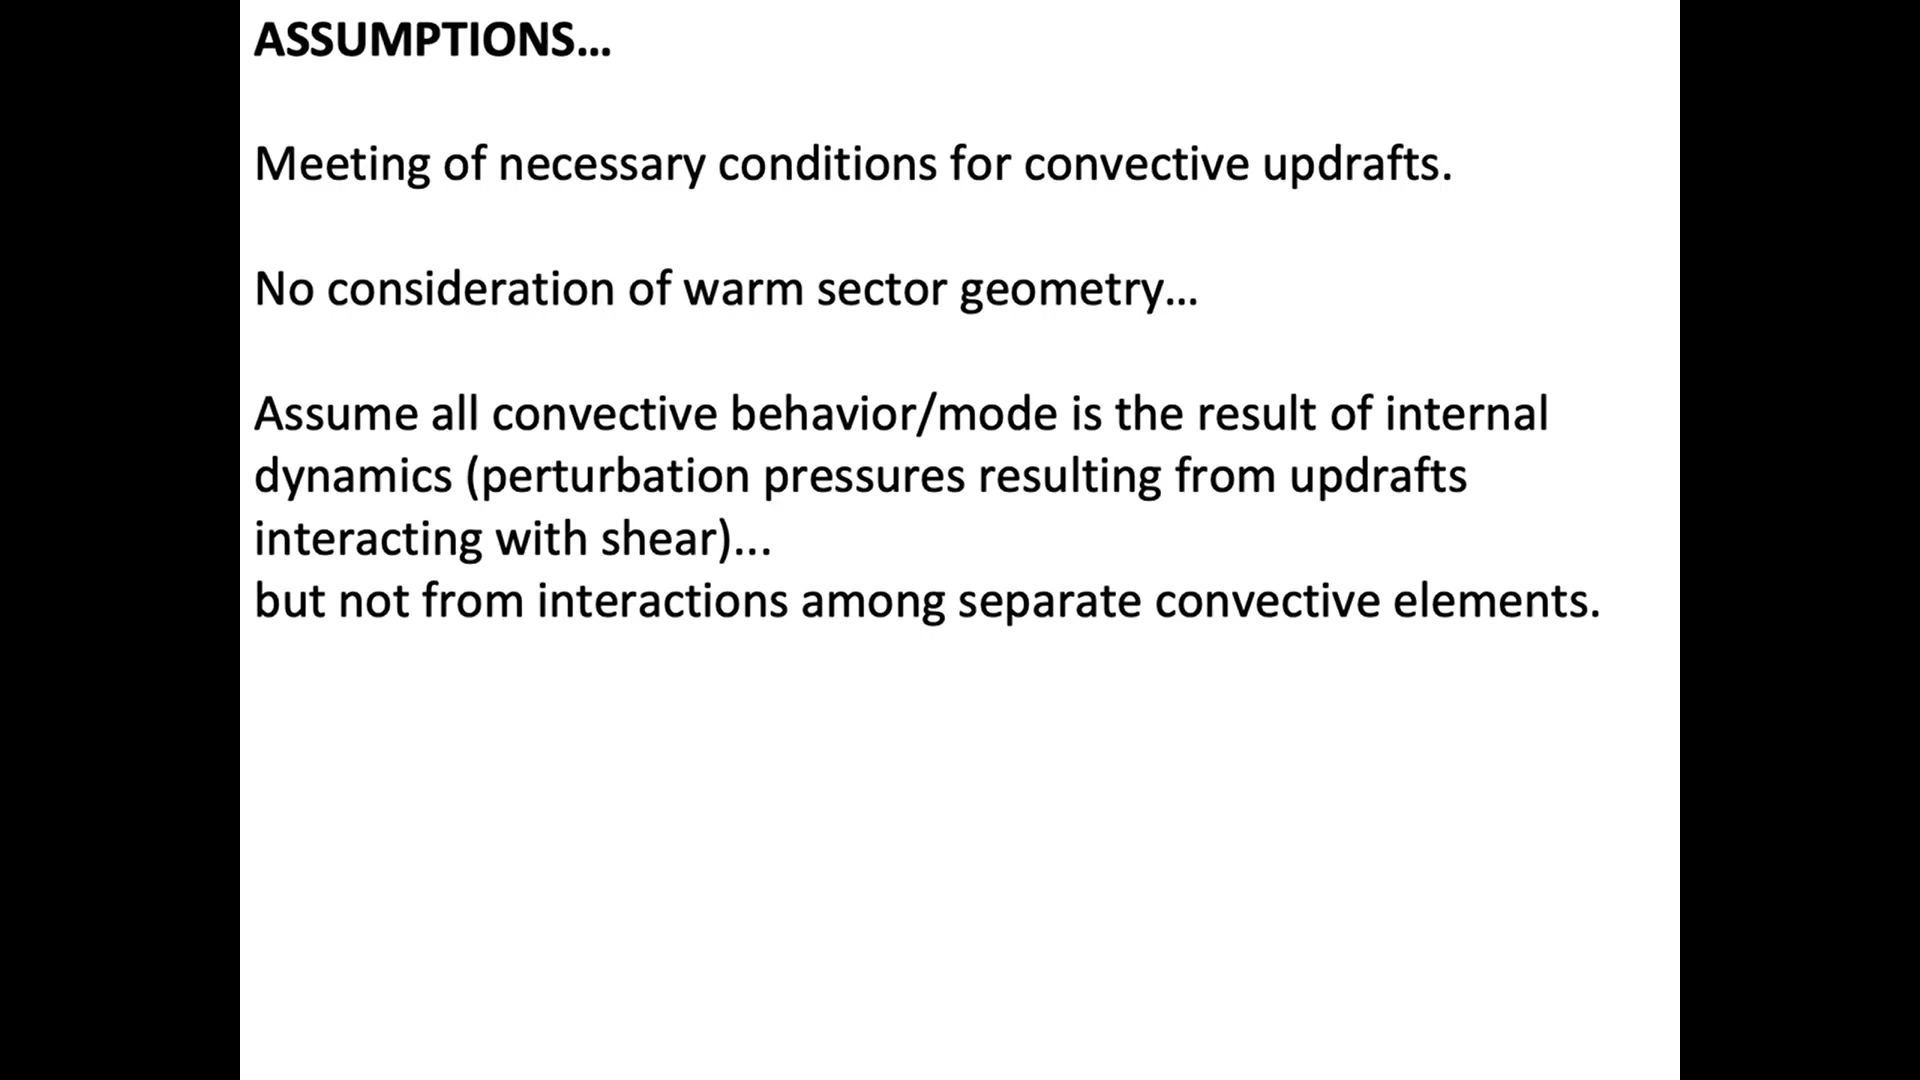 ASSUMPTIONS...
Meeting of necessary conditions for convective updrafts.
No consideration of warm sector geometry...
Assume all convective behavior/mode is the result of internal
dynamics (perturbation pressures resulting from updrafts
interacting with shear)...
but not from interactions among separate convective elements.